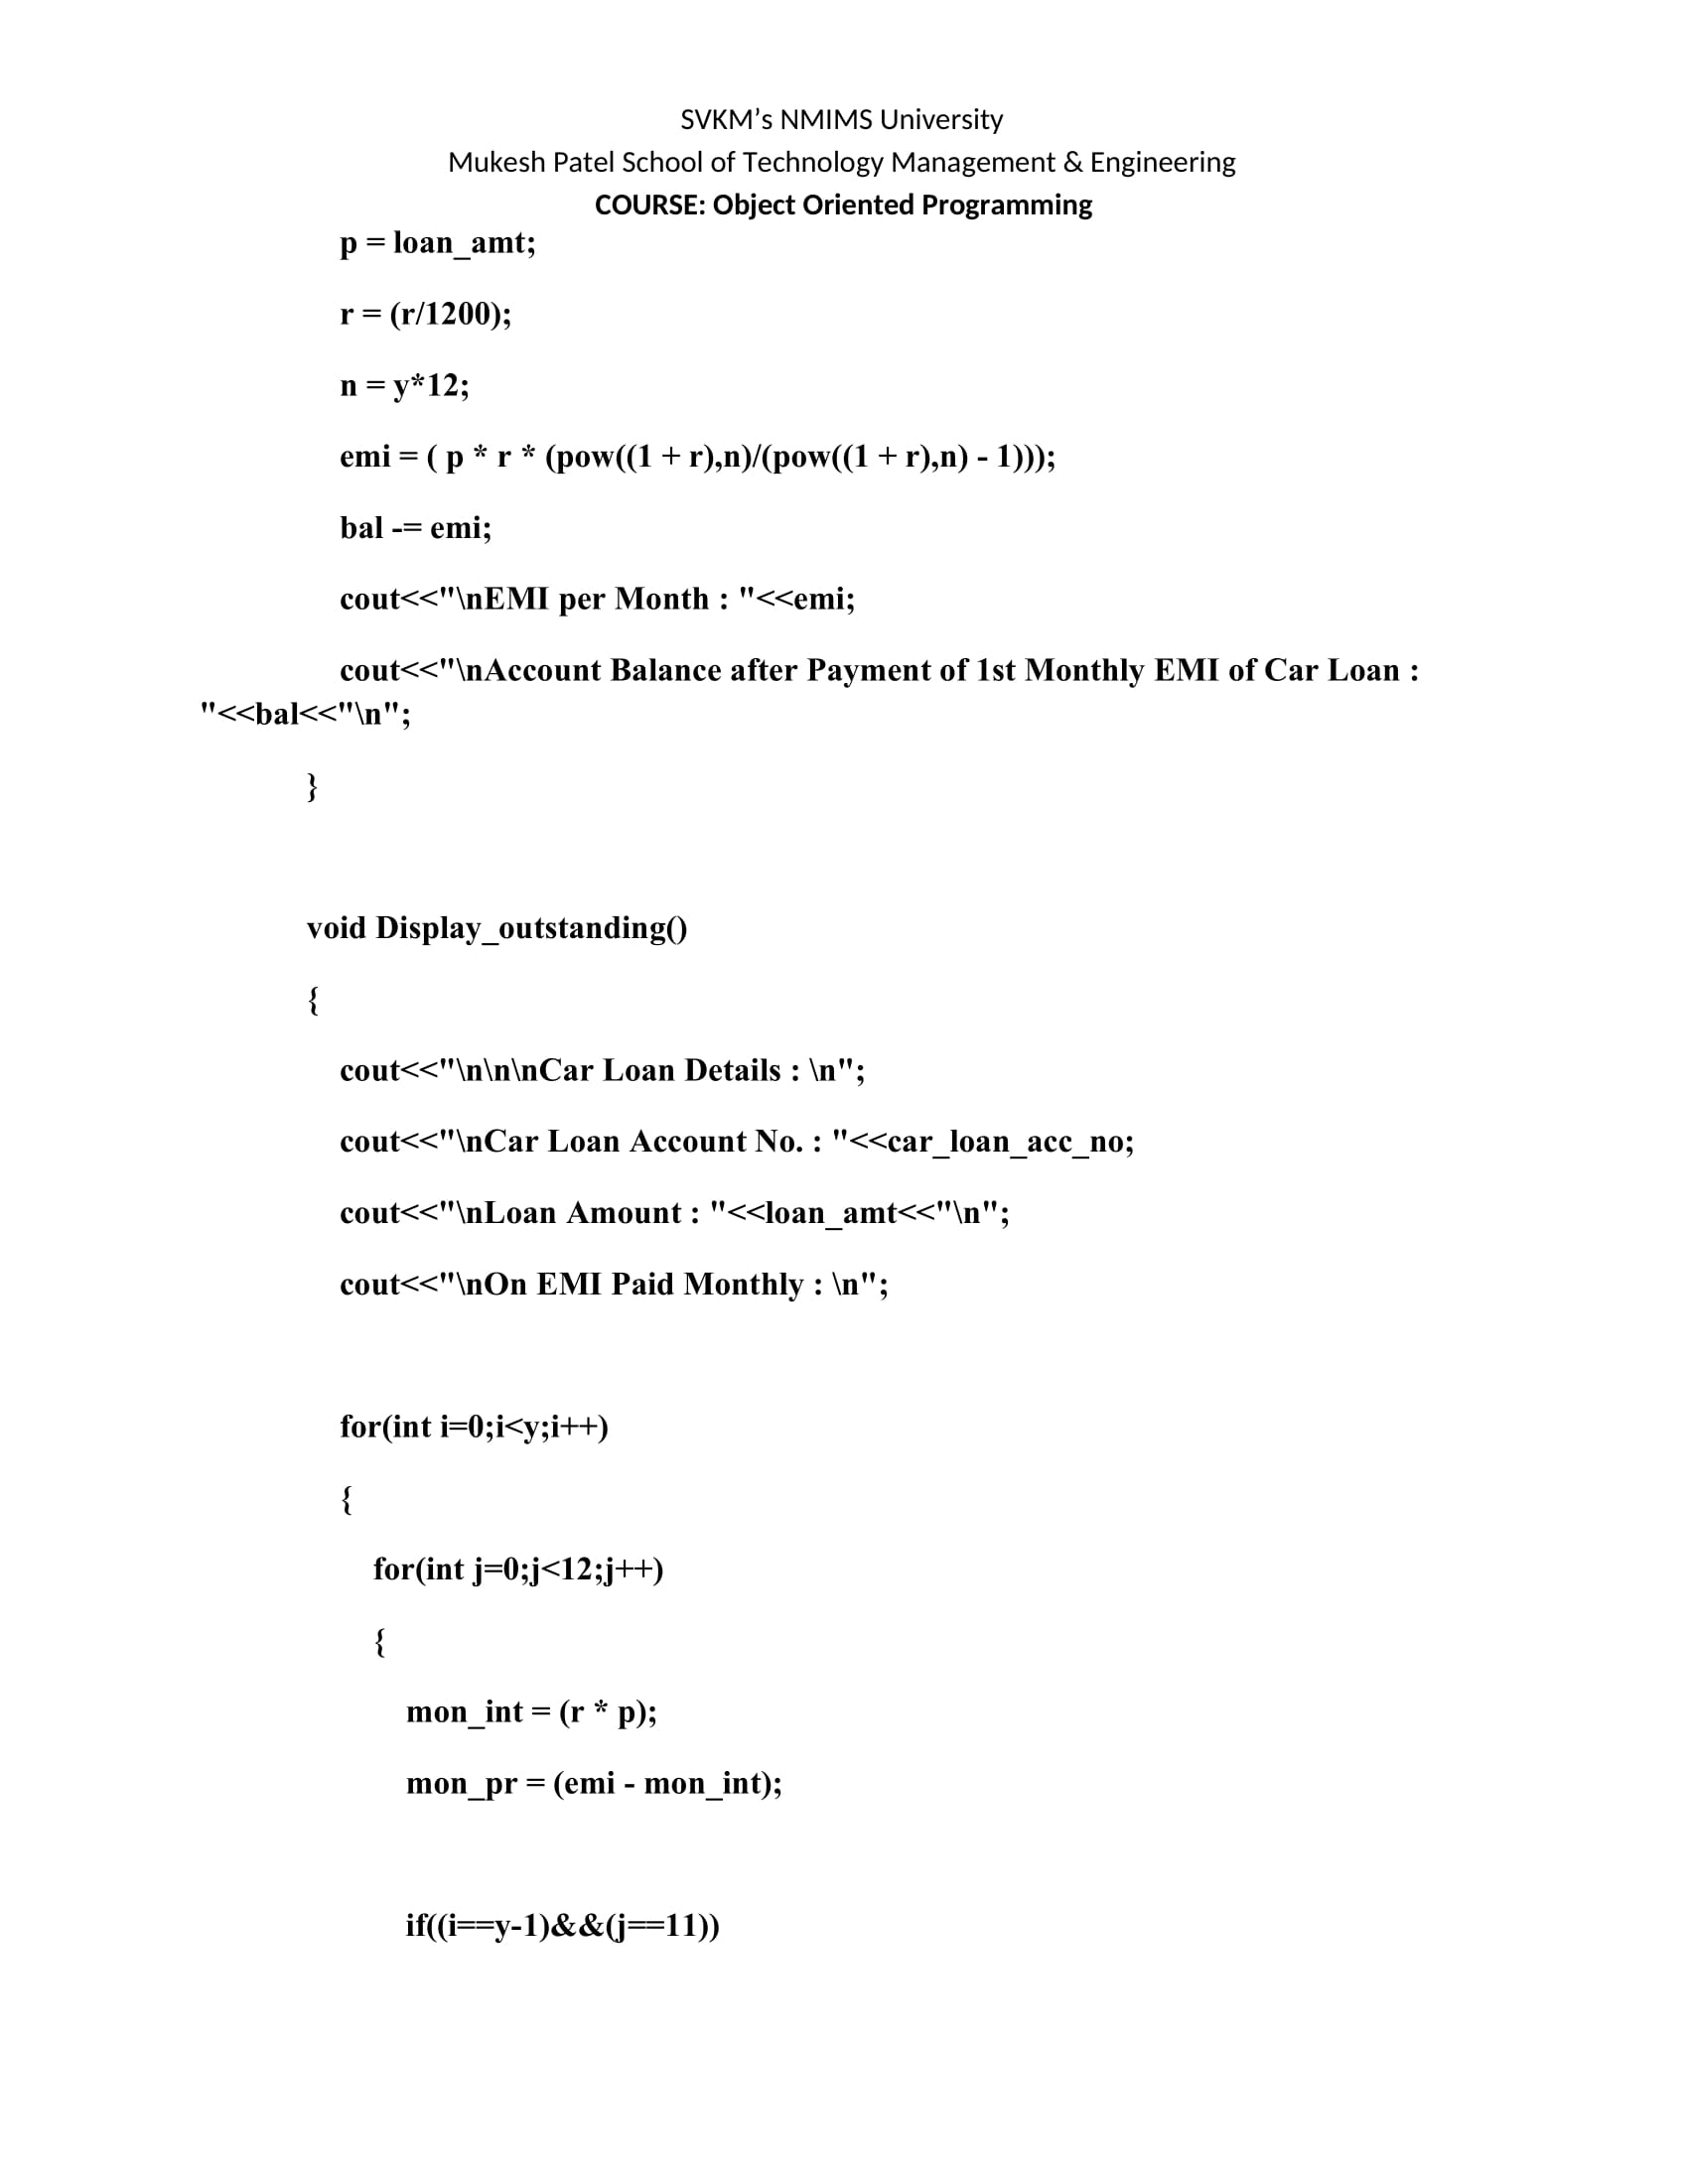 SVKM’s NMIMS University
Mukesh Patel School of Technology Management & Engineering
COURSE: Object Oriented Programming
p = loan_amt;
r = (r/1200);
n = y*12;
emi = ( p * r * (pow((1 + r),n)/(pow((1 + r),n) - 1)));
bal -= emi;
cout<<"\nEMI per Month : "<<emi;
cout<<"\nAccount Balance after Payment of 1st Monthly EMI of Car Loan :
"<<bal<<"\n";
}
void Display_outstanding()
{
cout<<"\n\n\nCar Loan Details : \n";
cout<<"\nCar Loan Account No. : "<<car_loan_acc_no;
cout<<"\nLoan Amount : "<<loan_amt<<"\n";
cout<<"\nOn EMI Paid Monthly : \n";
for(int i=0;i<y;i++)
{
for(int j=0;j<12;j++)
{
mon_int = (r * p);
mon_pr = (emi - mon_int);
if((i==y-1)&&(j==11))